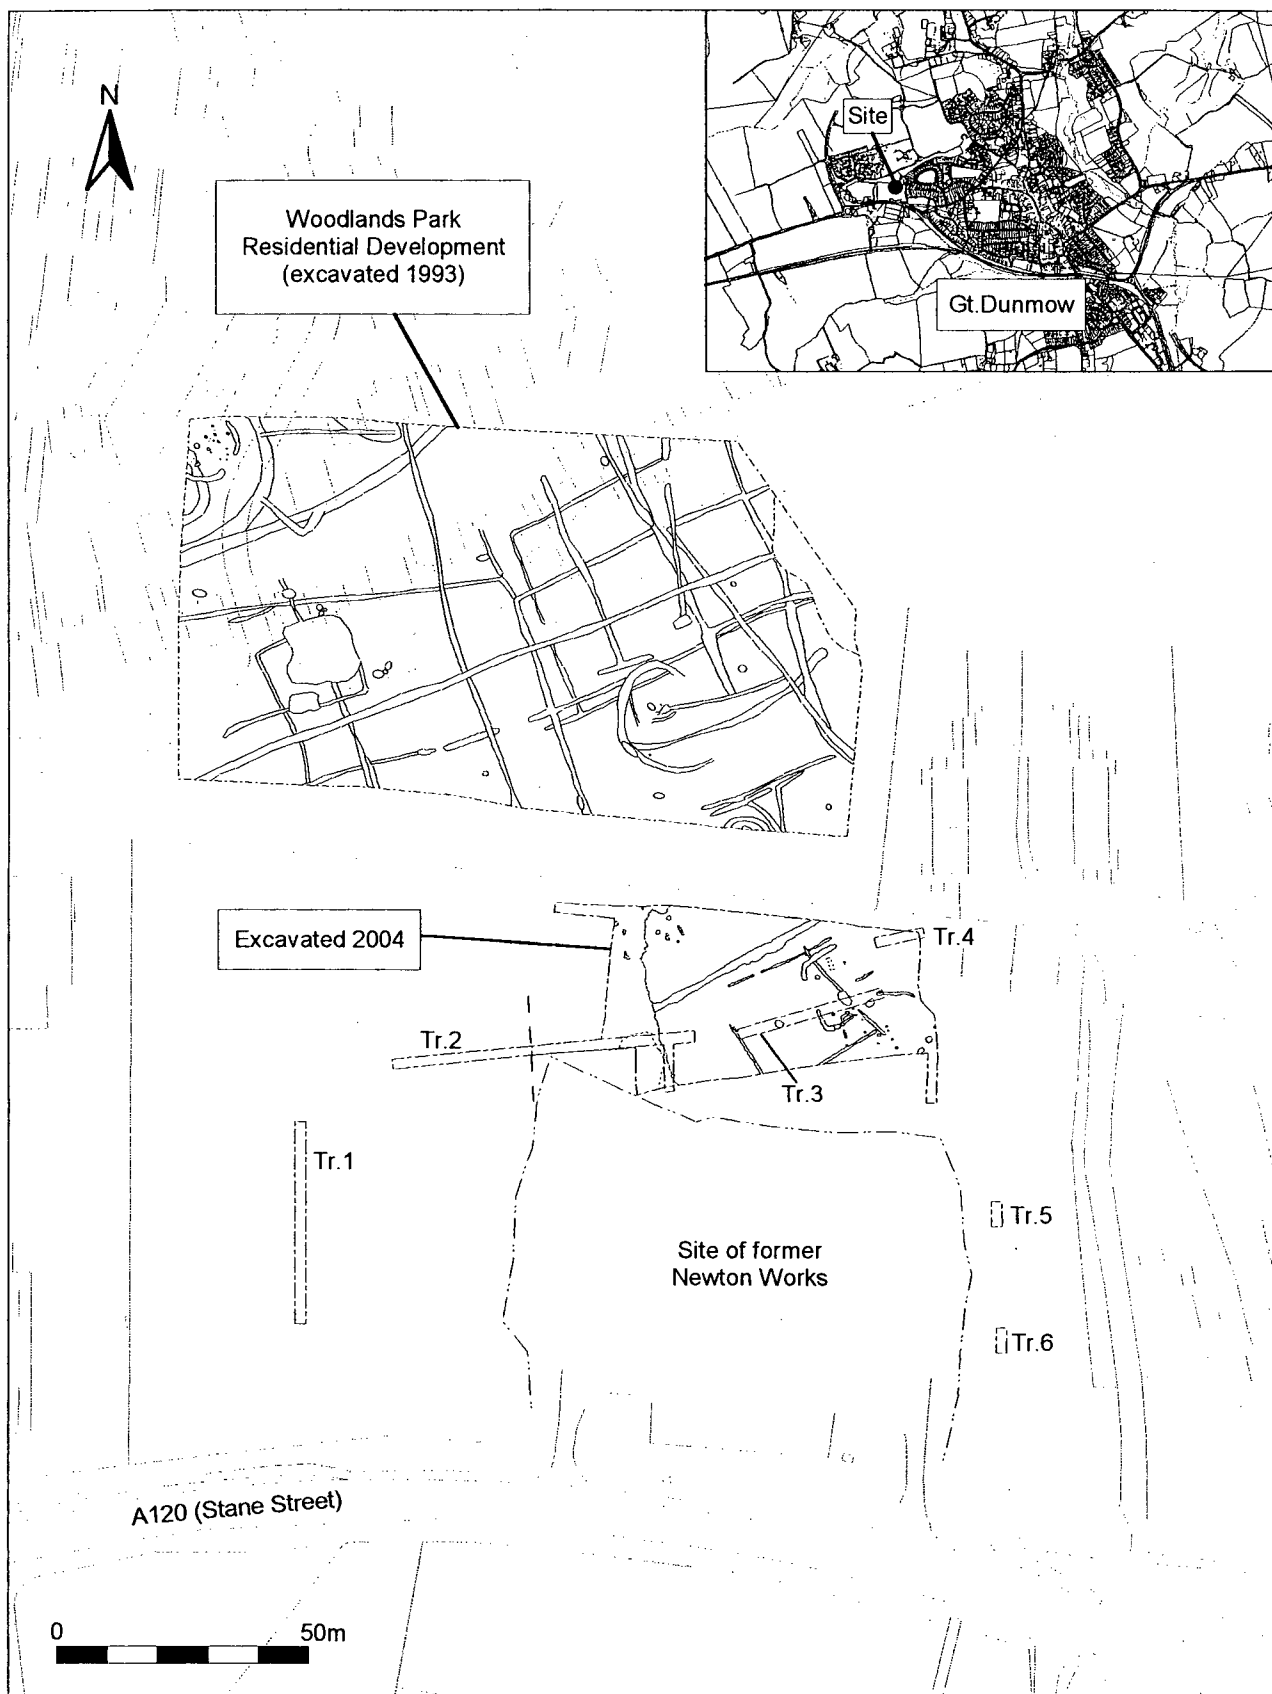 N
Site
Gt.Dunmow
Woodlands Park
Residential Development
(excavated 1993)
Excavated 2004
Tr.4
Tr.2
Tr.3
Tr.1
Tr.5
Site of former
Newton Works
Tr.6
A120 (Stane Street)
0
50m